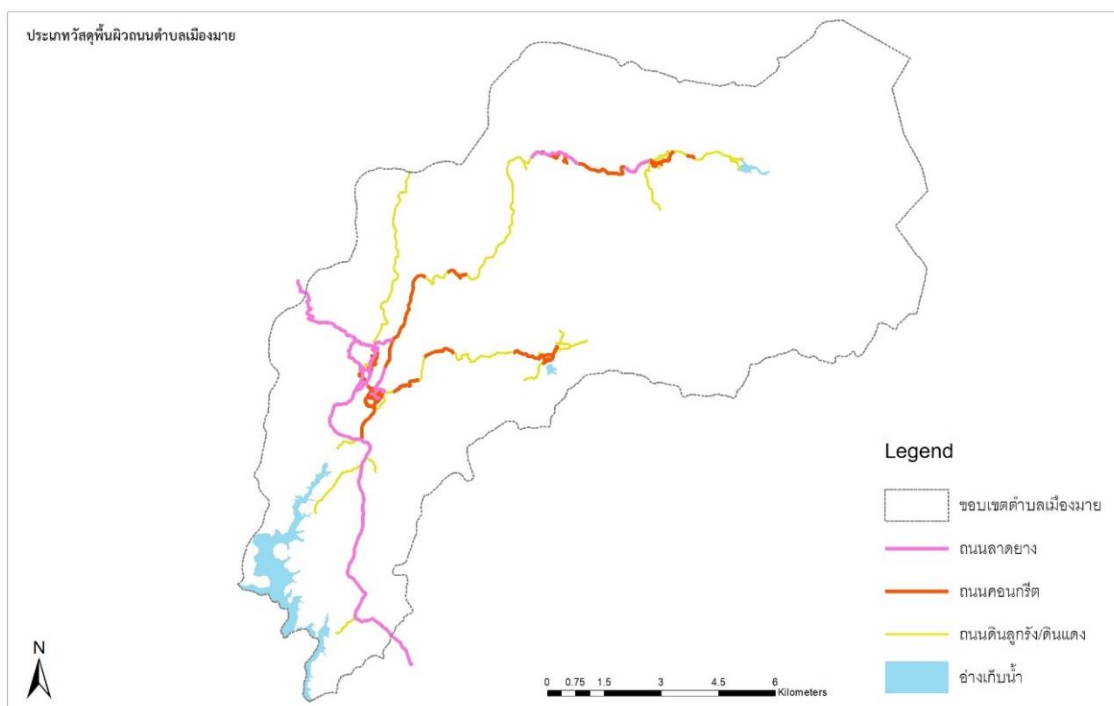 ประเภทวัสดุพื้นผิวถนนตำบลเมืองมาย
Legend
ขอบเขตตำบลเมืองมาย
ถนนลาดยาง
ถนนคอนกรีต
ถนนดินลูกรัง/ดินแดง
อ่างเก็บน้ำ
N
0 0.75 1.5 3 4.5 6
Kilometers